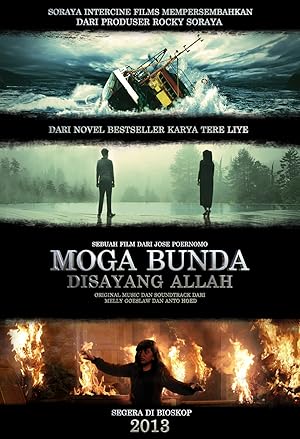 SORAYA INTERCINE FILMS MEMPERSEMBAHKAN
DARI PRODUSER ROCKY SORAYA
DARI NOVEL BESTSELLER KARYA TERE LIYE
SEBUAH FILM DARI JOSE POERNOMO
MOGA BUNDA
DISAYANG ALLAH
ORIGINAL MUSIC DAN SOUNDTRACK DARI
MELLY GOESLAW DAN ANTO HOED
SEGERA DI BIOSKOP
2013